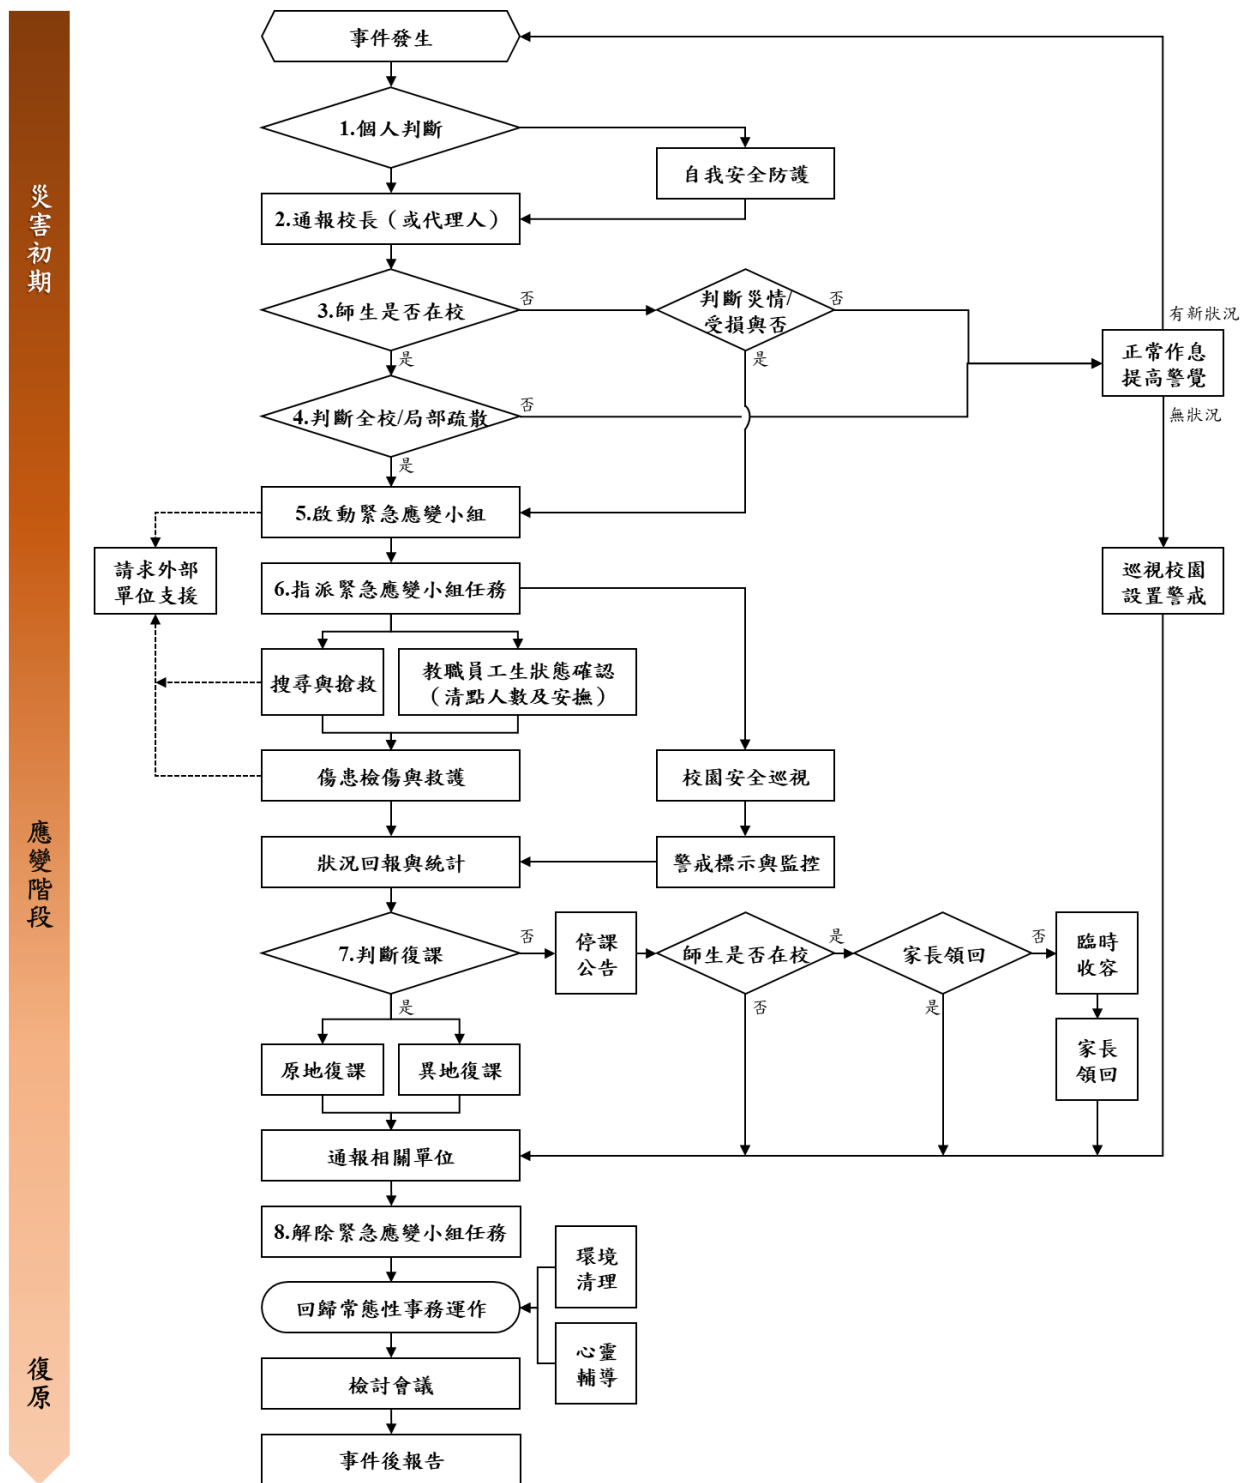 災害初期
應變階段
復原
事件發生
1.個人判斷
自我安全防護
2.通報校長（或代理人）
3.師生是否在校
否
是
判斷災情/
受損與否
否
是
有新狀況
正常作息
提高警覺
無狀況
4.判斷全校/局部疏散
否
是
5.啟動緊急應變小組
請求外部
單位支援
6.指派緊急應變小組任務
巡視校園
設置警戒
搜尋與搶救
教職員工生狀態確認
（清點人數及安撫）
傷患檢傷與救護
校園安全巡視
狀況回報與統計
警戒標示與監控
7.判斷復課
否
是
停課
公告
師生是否在校
是
否
家長領回
否
是
臨時
收容
家長
領回
原地復課
異地復課
通報相關單位
8.解除緊急應變小組任務
環境
清理
回歸常態性事務運作
心靈
輔導
檢討會議
事件後報告